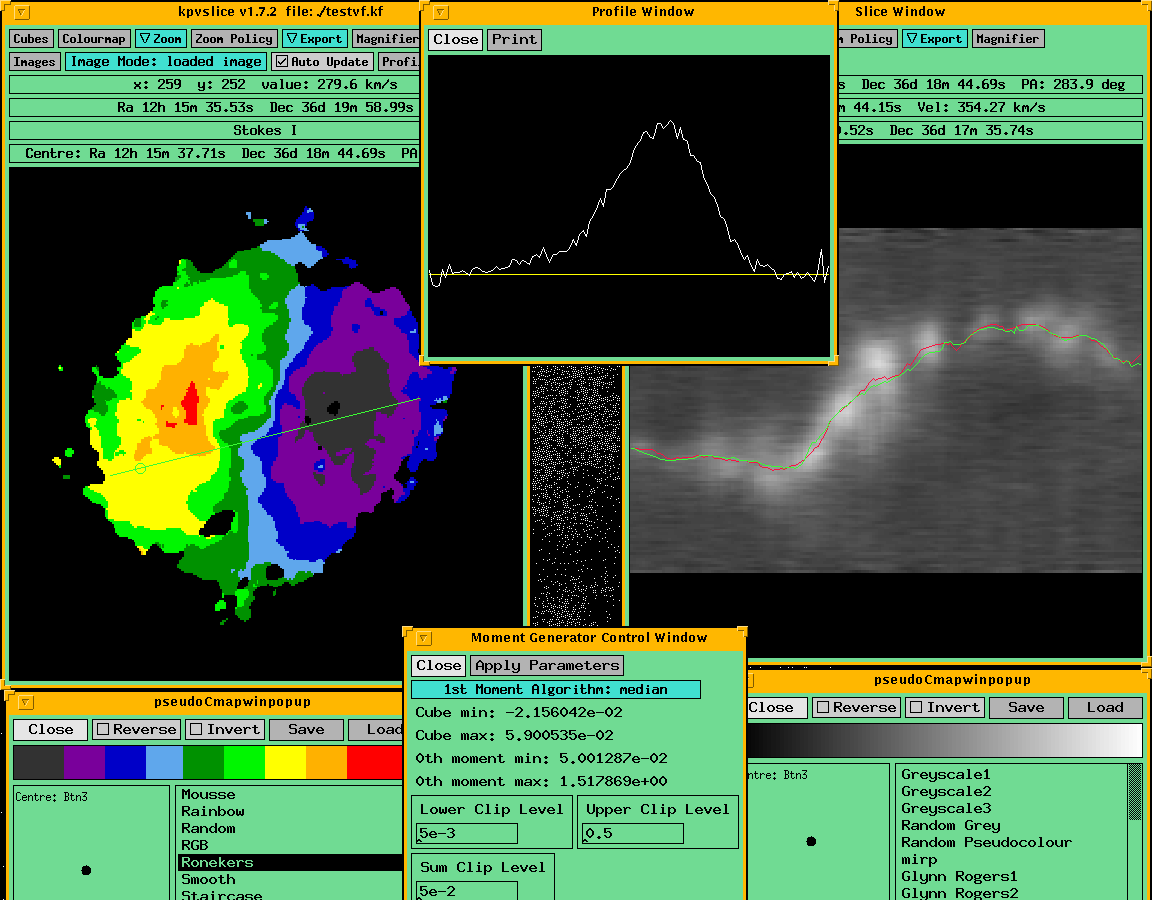 kpvslice v1.7.2 file: ./testvf.kf
Cubes Colourmap ▽Zoom Zoom Policy ▽Export Magnifier
Images Image Mode: loaded image Auto Update Profi
x: 259 y: 252 value: 279.6 km/s
Ra 12h 15m 35.53s Dec 36d 19m 58.99s
Stokes I
Centre: Ra 12h 15m 37.71s Dec 36d 18m 44.69s PA
Profile Window
Close Print
Slice Window
m Policy ▽Export Magnifier
s Dec 36d 18m 44.69s PA: 283.9 deg
m 44.15s Vel: 354.27 km/s
0.52s Dec 36d 17m 35.74s
Moment Generator Control Window
Close Apply Parameters
1st Moment Algorithm: median
Cube min: -2.156042e-02
Cube max: 5.900535e-02
0th moment min: 5.001287e-02
0th moment max: 1.517869e+00
Lower Clip Level Upper Clip Level
5e-3 0.5
Sum Clip Level
5e-2
pseudoCmapwinpopup
Close Reverse Invert Save Load
Centre: Btn3
Mousse
Rainbow
Random
RGB
Ronekers
Smooth
Staircase
pseudoCmapwinpopup
Close Reverse Invert Save Load
ntre: Btn3
Greyscale1
Greyscale2
Greyscale3
Random Grey
Random Pseudocolour
mirp
Glynn Rogers1
Glynn Rogers2